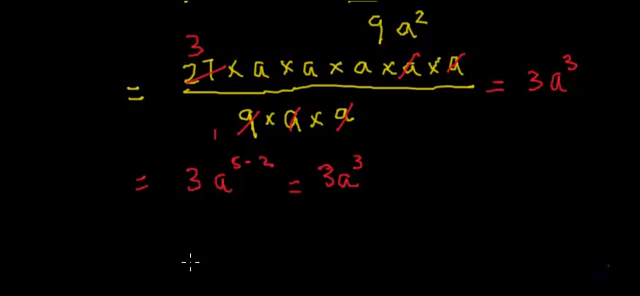 9a²
3
= 27 × a × a × a × a × a / 9 × a × a = 3a³
1
= 3a⁵⁻² = 3a³